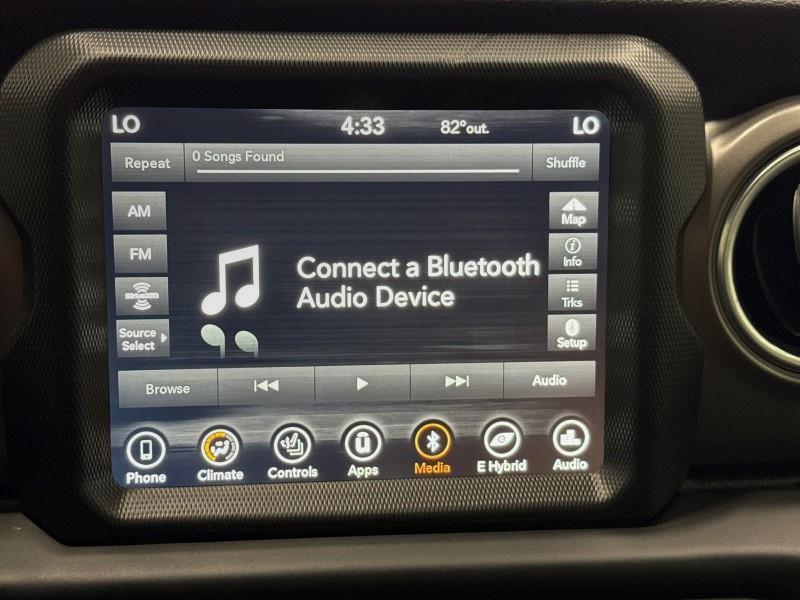 LO
4:33
82°out.
LO
Repeat
0 Songs Found
Shuffle
AM
Map
FM
Connect a Bluetooth
Audio Device
Info
SiriusXM
Trks
Source
Select
Setup
Browse
Audio
Phone
Climate
Controls
Apps
Media
E Hybrid
Audio